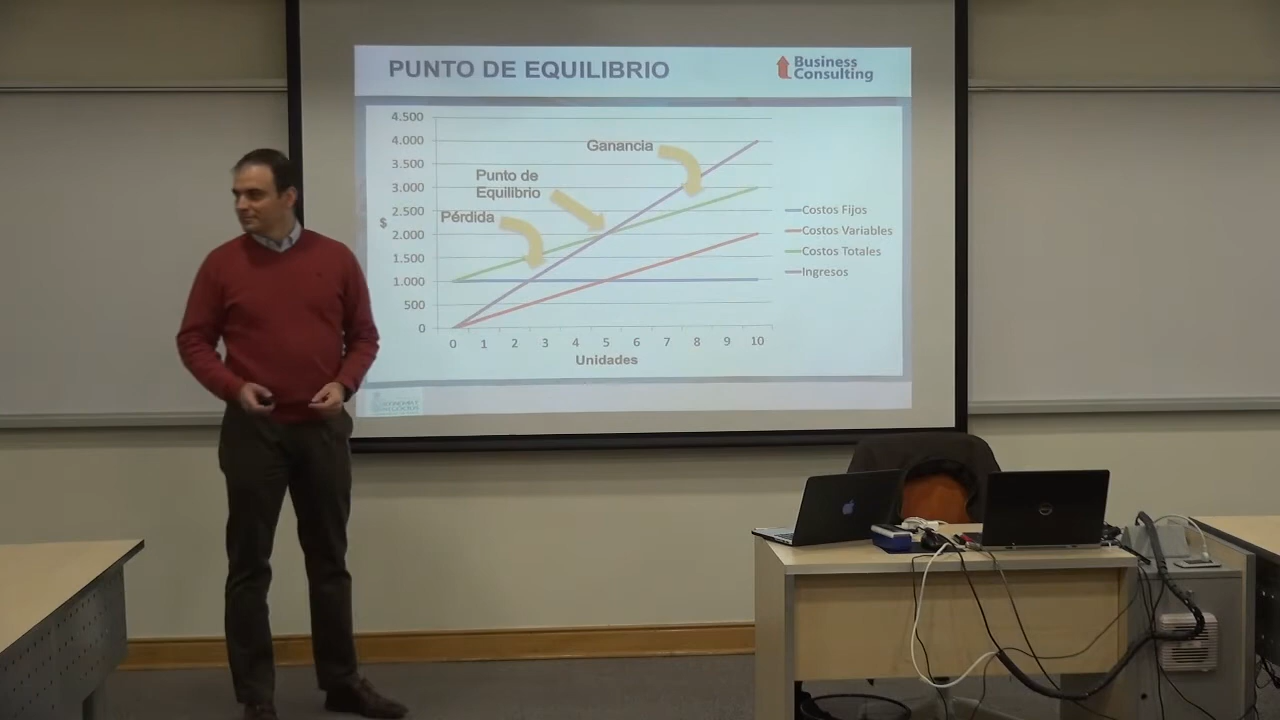 PUNTO DE EQUILIBRIO
Business
Consulting
4.500
4.000
3.500
3.000
2.500
2.000
1.500
1.000
500
0
$
Ganancia
Punto de
Equilibrio
Pérdida
0 1 2 3 4 5 6 7 8 9 10
Unidades
Costos Fijos
Costos Variables
Costos Totales
Ingresos